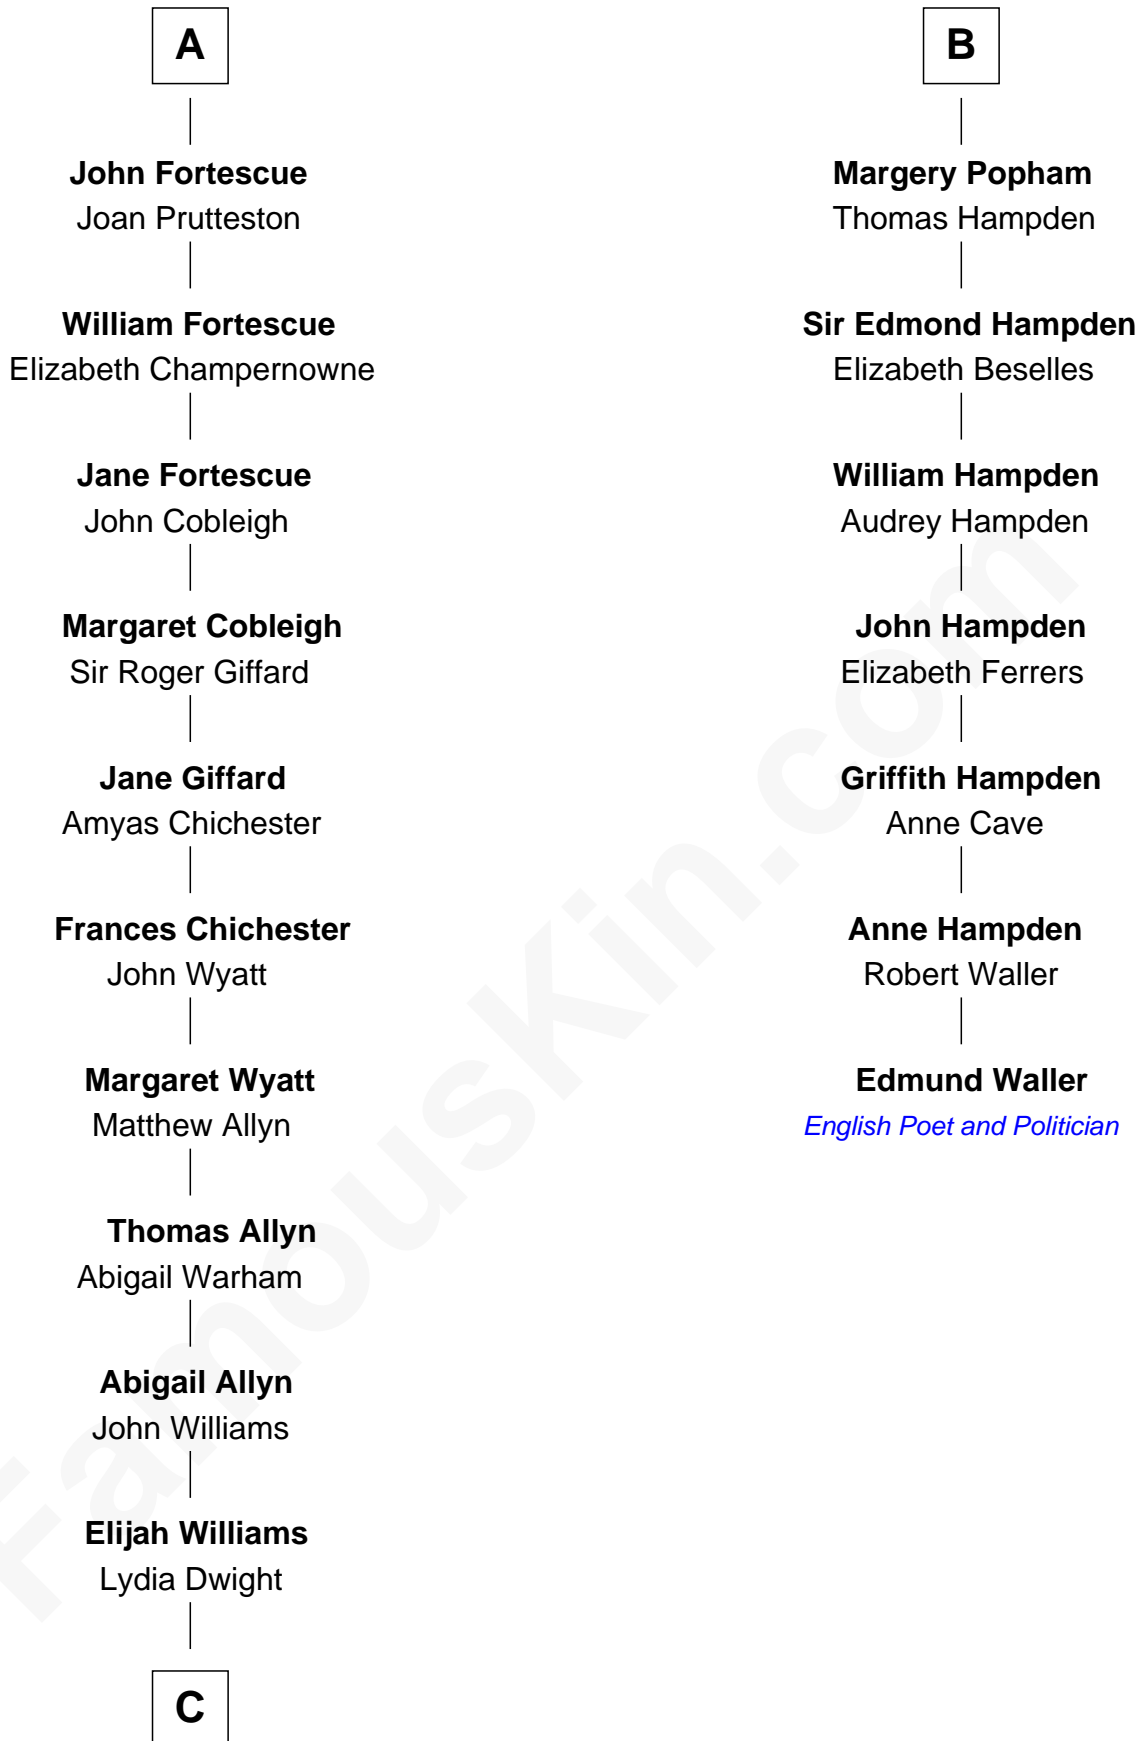 A
John Fortescue
Joan Prutteston
William Fortescue
Elizabeth Champernowne
Jane Fortescue
John Cobleigh
Margaret Cobleigh
Sir Roger Giffard
Jane Giffard
Amyas Chichester
Frances Chichester
John Wyatt
Margaret Wyatt
Matthew Allyn
Thomas Allyn
Abigail Warham
Abigail Allyn
John Williams
Elijah Williams
Lydia Dwight
C
B
Margery Popham
Thomas Hampden
Sir Edmond Hampden
Elizabeth Beselles
William Hampden
Audrey Hampden
John Hampden
Elizabeth Ferrers
Griffith Hampden
Anne Cave
Anne Hampden
Robert Waller
Edmund Waller
English Poet and Politician
FamousKin.com